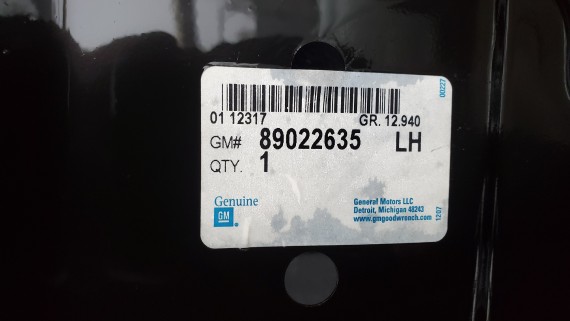 01 12317 GR. 12.940
GM# 89022635 LH
QTY. 1
Genuine
GM
General Motors LLC
Detroit, Michigan 48243
www.gmgoodwrench.com
00227
1207